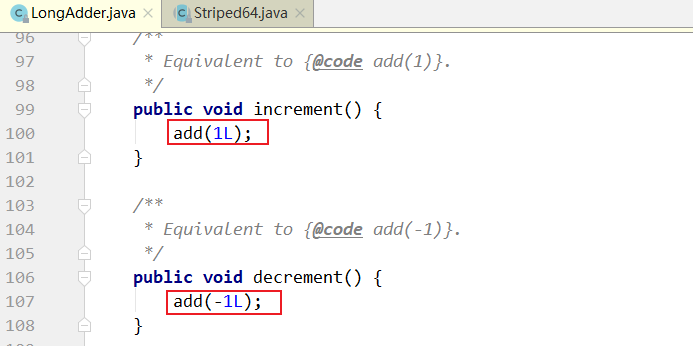 LongAdder.java × Striped64.java ×
96 /**
97 * Equivalent to {@code add(1)}.
98 */
99 public void increment() {
100 add(1L);
101 }
102
103 /**
104 * Equivalent to {@code add(-1)}.
105 */
106 public void decrement() {
107 add(-1L);
108 }